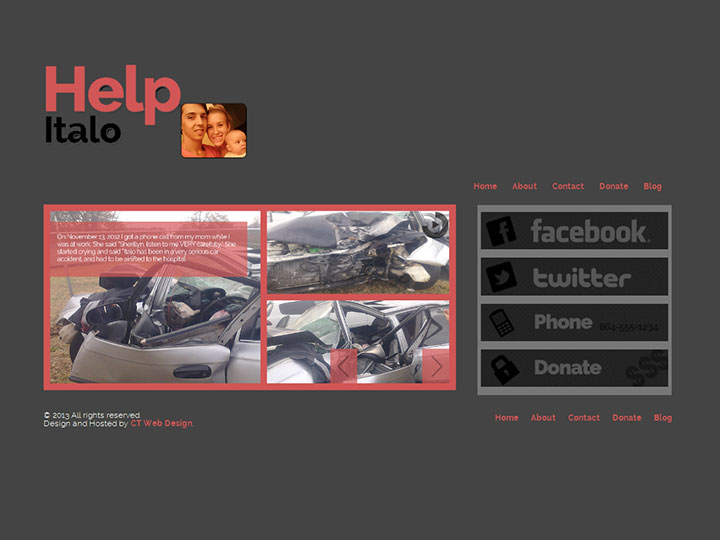 Help
Italo
Home About Contact Donate Blog
On November 13, 2012 I got a phone call from my mom while I
was at work. She said "Sherilyn, listen to me VERY carefully." She
started crying and said "Italo has been in a very serious car
accident, and had to be airlifted to the hospital.
facebook
twitter
Phone 864-555-1234
Donate $$$
© 2013 All rights reserved.
Design and Hosted by CT Web Design.
Home About Contact Donate Blog